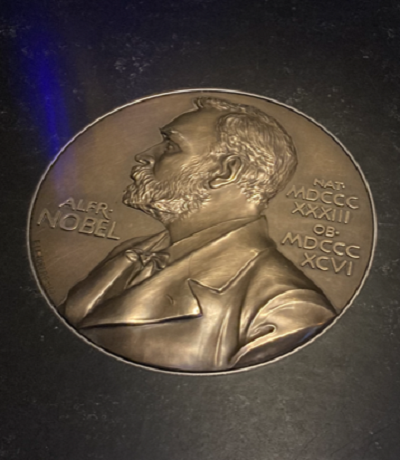 ALFR·
NOBEL
NAT·
MDCCC
XXXIII
OB·
MDCCC
XCVI